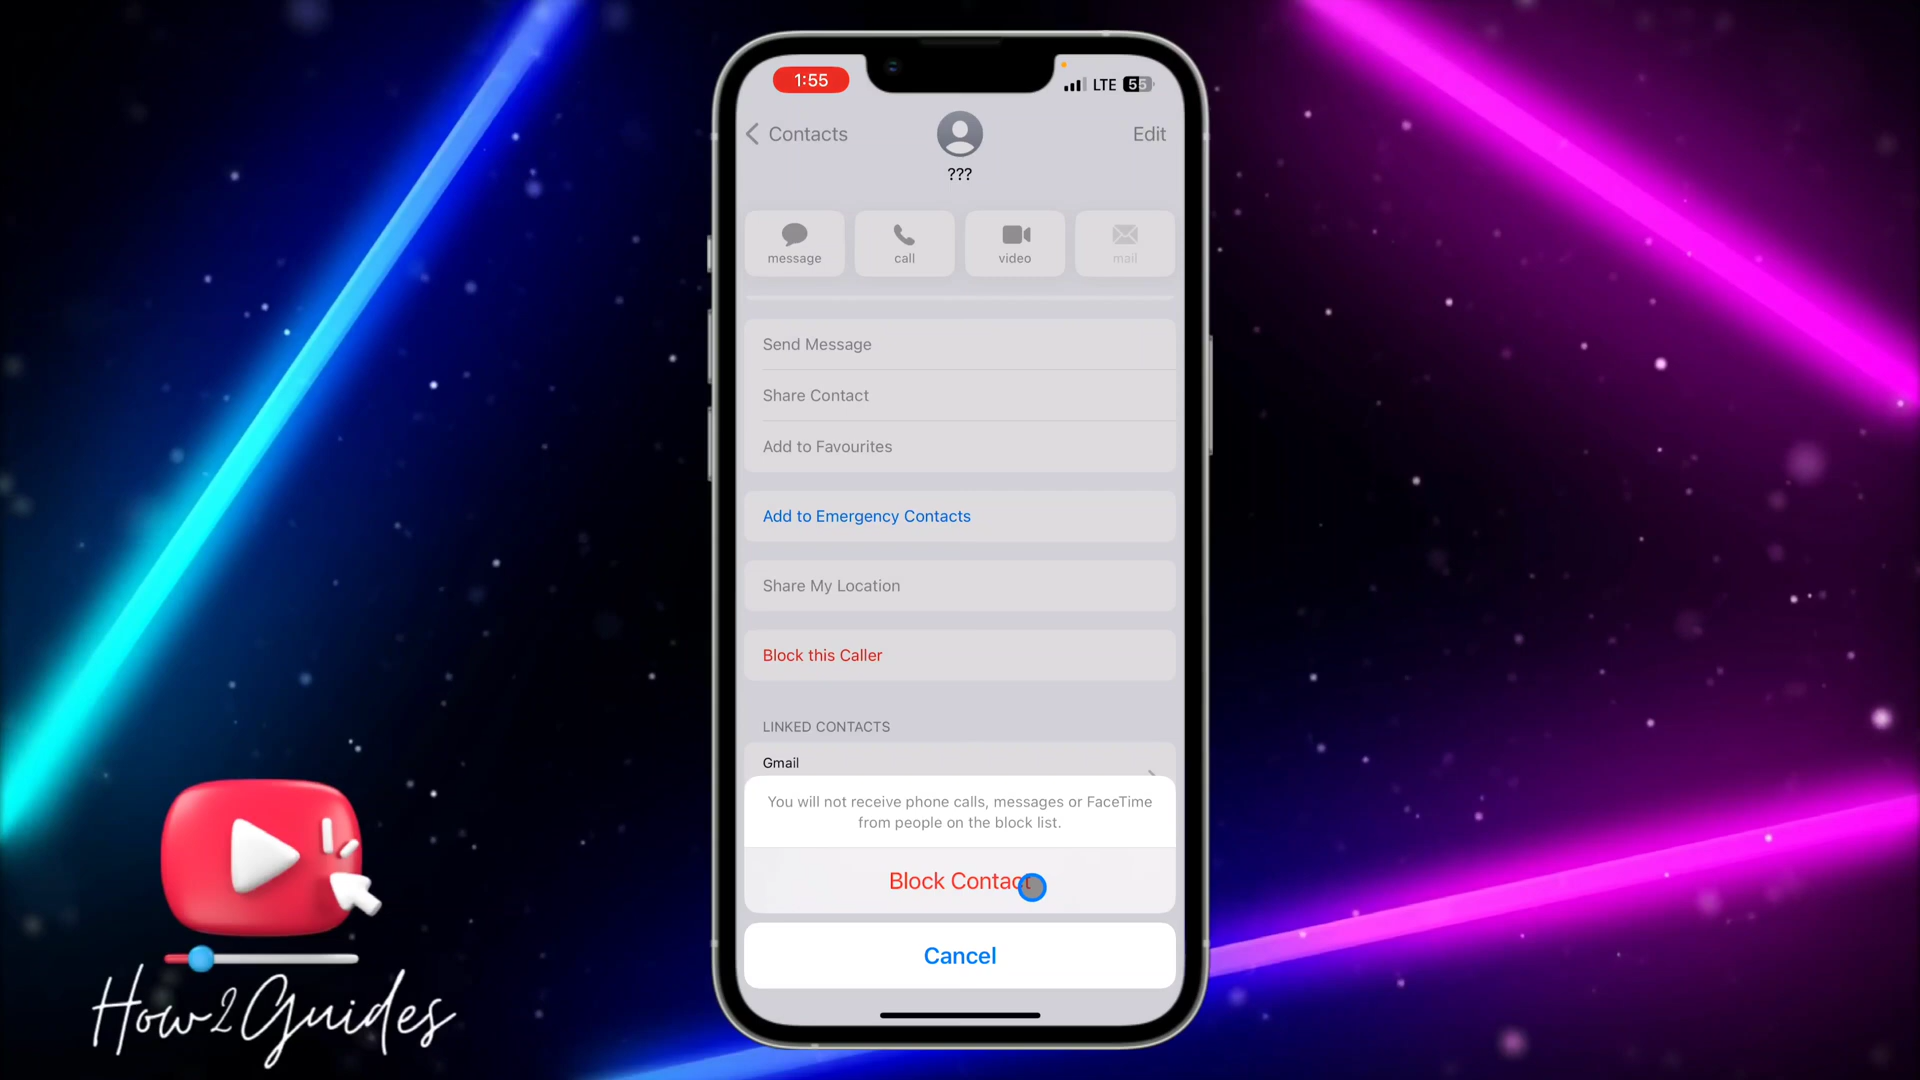 1:55
LTE 55
Contacts
Edit
???
message
call
video
mail
Send Message
Share Contact
Add to Favourites
Add to Emergency Contacts
Share My Location
Block this Caller
LINKED CONTACTS
Gmail
You will not receive phone calls, messages or FaceTime
from people on the block list.
Block Contact
Cancel
How2Guides